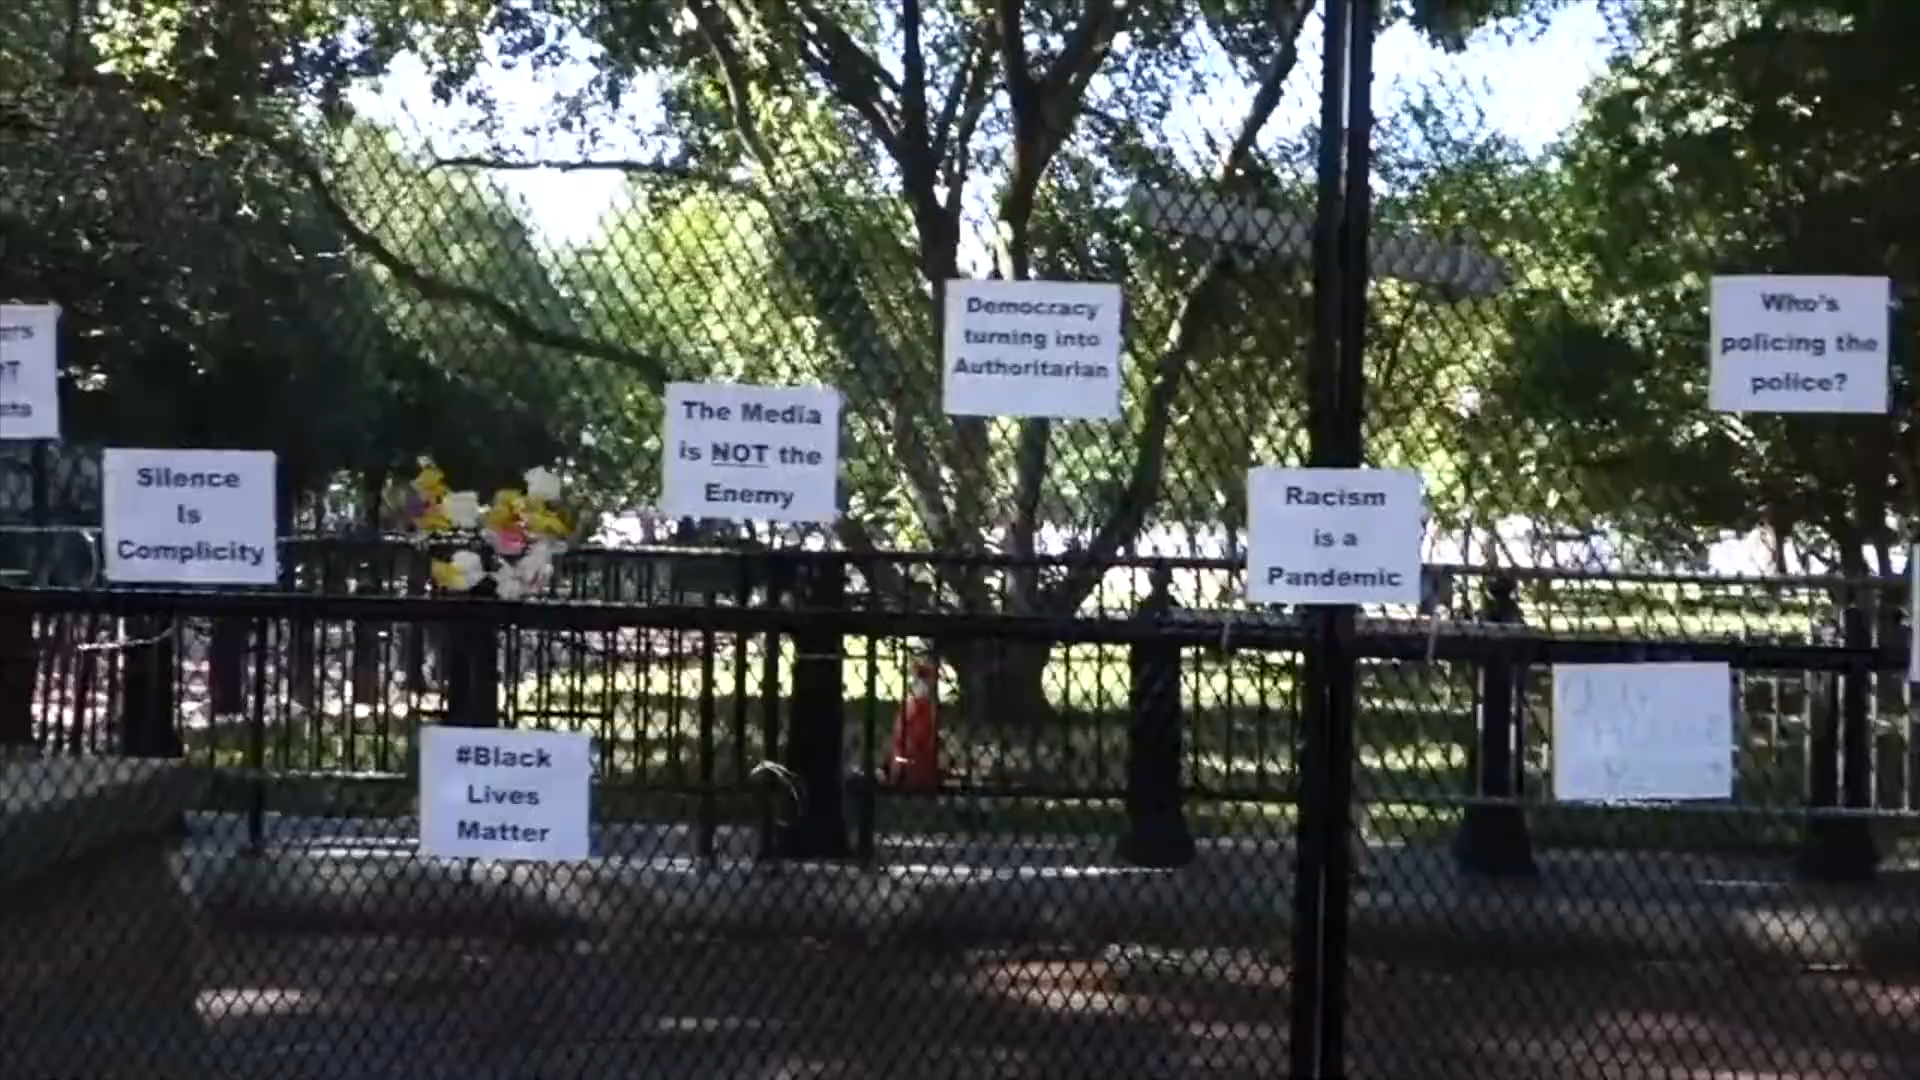 Silence
Is
Complicity
#Black
Lives
Matter
The Media
is NOT the
Enemy
Democracy
turning into
Authoritarian
Racism
is a
Pandemic
Who's
policing the
police?